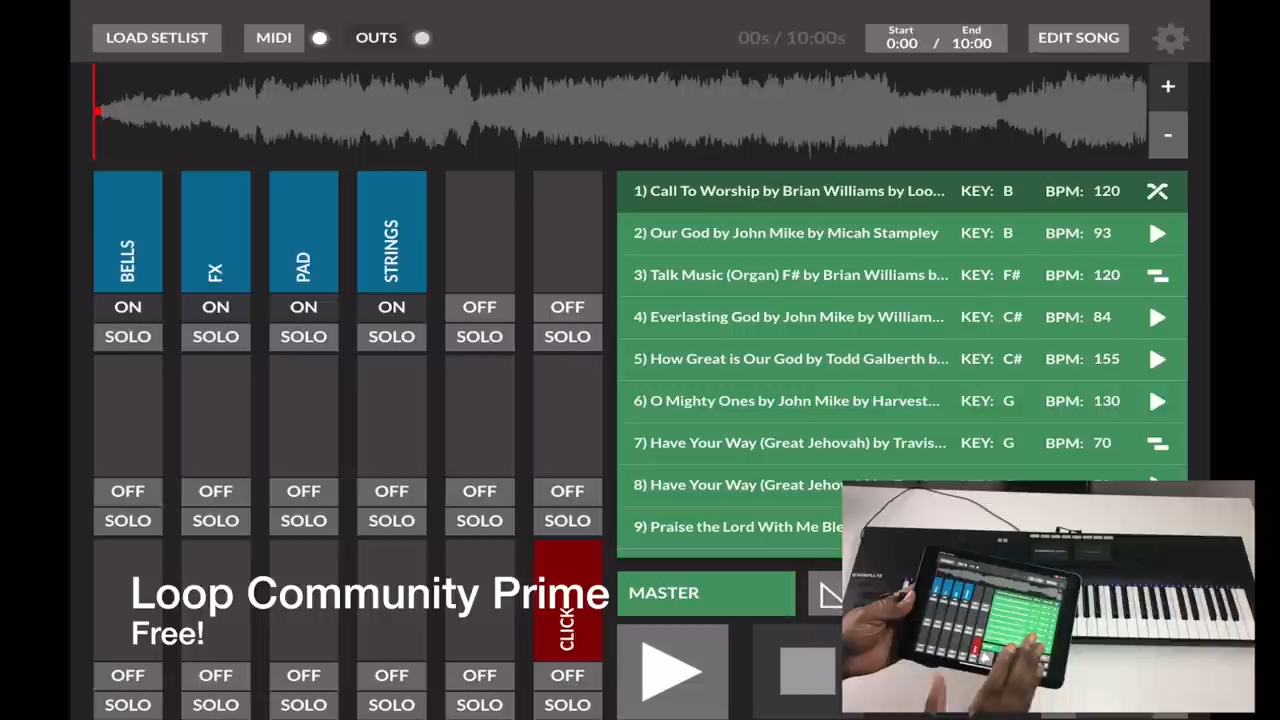 LOAD SETLIST
MIDI
OUTS
00s / 10:00s
Start
0:00
/
End
10:00
EDIT SONG
+
-
BELLS
FX
PAD
STRINGS
ON
ON
ON
ON
OFF
OFF
SOLO
SOLO
SOLO
SOLO
SOLO
SOLO
1) Call To Worship by Brian Williams by Loo... KEY: B BPM: 120
2) Our God by John Mike by Micah Stampley KEY: B BPM: 93
3) Talk Music (Organ) F# by Brian Williams b... KEY: F# BPM: 120
4) Everlasting God by John Mike by William... KEY: C# BPM: 84
5) How Great is Our God by Todd Galberth b... KEY: C# BPM: 155
6) O Mighty Ones by John Mike by Harvest... KEY: G BPM: 130
7) Have Your Way (Great Jehovah) by Travis... KEY: G BPM: 70
8) Have Your Way (Great Jeho
9) Praise the Lord With Me Ble
OFF
OFF
OFF
OFF
OFF
OFF
SOLO
SOLO
SOLO
SOLO
SOLO
SOLO
Loop Community Prime
Free!
CLICK
MASTER
OFF
OFF
OFF
OFF
OFF
OFF
SOLO
SOLO
SOLO
SOLO
SOLO
SOLO